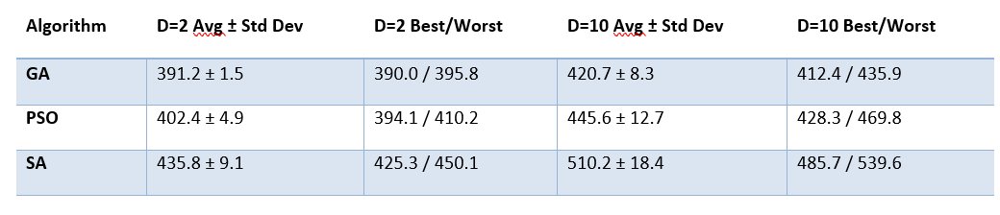 Algorithm D=2 Avg ± Std Dev D=2 Best/Worst D=10 Avg ± Std Dev D=10 Best/Worst
GA 391.2 ± 1.5 390.0 / 395.8 420.7 ± 8.3 412.4 / 435.9
PSO 402.4 ± 4.9 394.1 / 410.2 445.6 ± 12.7 428.3 / 469.8
SA 435.8 ± 9.1 425.3 / 450.1 510.2 ± 18.4 485.7 / 539.6